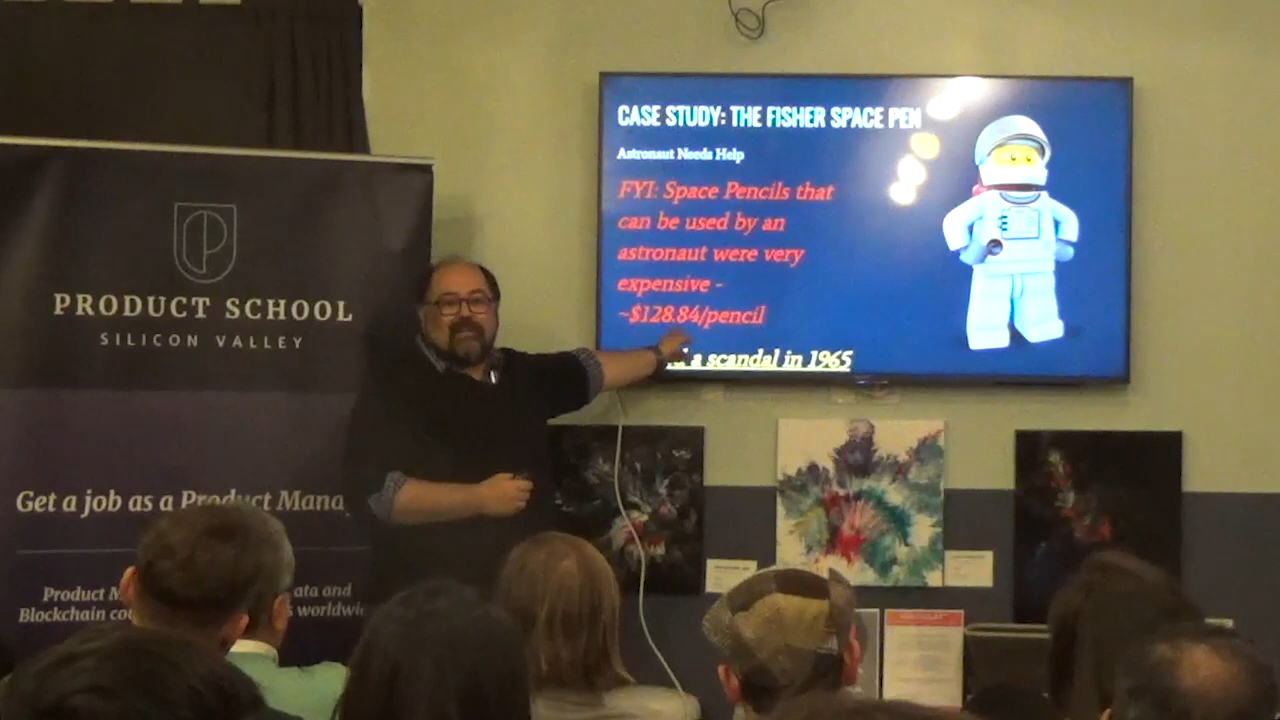 CASE STUDY: THE FISHER SPACE PEN
Astronaut Needs Help
FYI: Space Pencils that
can be used by an
astronaut were very
expensive -
~$128.84/pencil
a scandal in 1965
PRODUCT SCHOOL
SILICON VALLEY
Get a job as a Product Mana
Product M ata and
Blockchain cou s worldwi